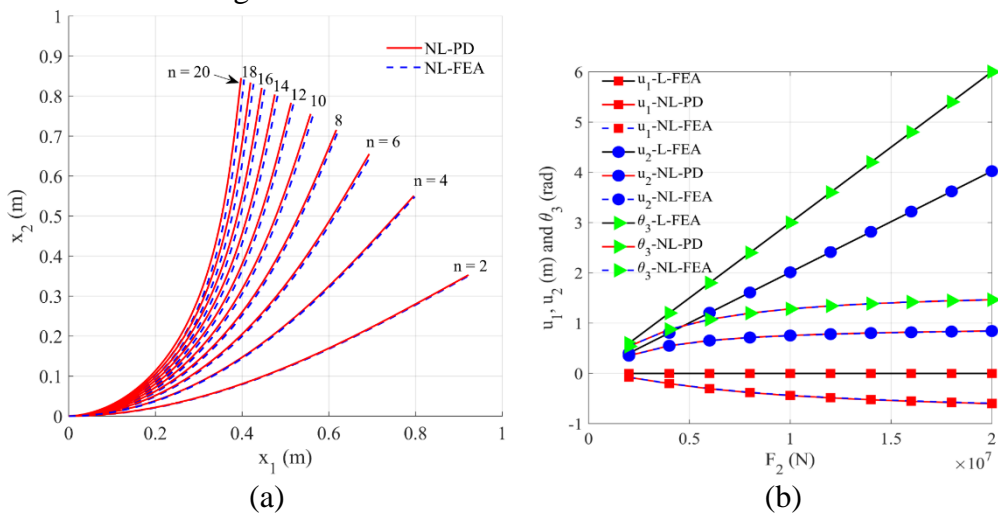 1
0.9
0.8
0.7
0.6
0.5
0.4
0.3
0.2
0.1
0
x2 (m)
n = 20
18
16
14
12
10
8
n = 6
n = 4
n = 2
NL-PD
NL-FEA
0
0.2
0.4
0.6
0.8
1
x1 (m)
(a)
6
5
4
3
2
1
0
-1
u1, u2 (m) and θ3 (rad)
u1-L-FEA
u1-NL-PD
u1-NL-FEA
u2-L-FEA
u2-NL-PD
u2-NL-FEA
θ3-L-FEA
θ3-NL-PD
θ3-NL-FEA
0
0.5
1
1.5
2
×10^7
F2 (N)
(b)